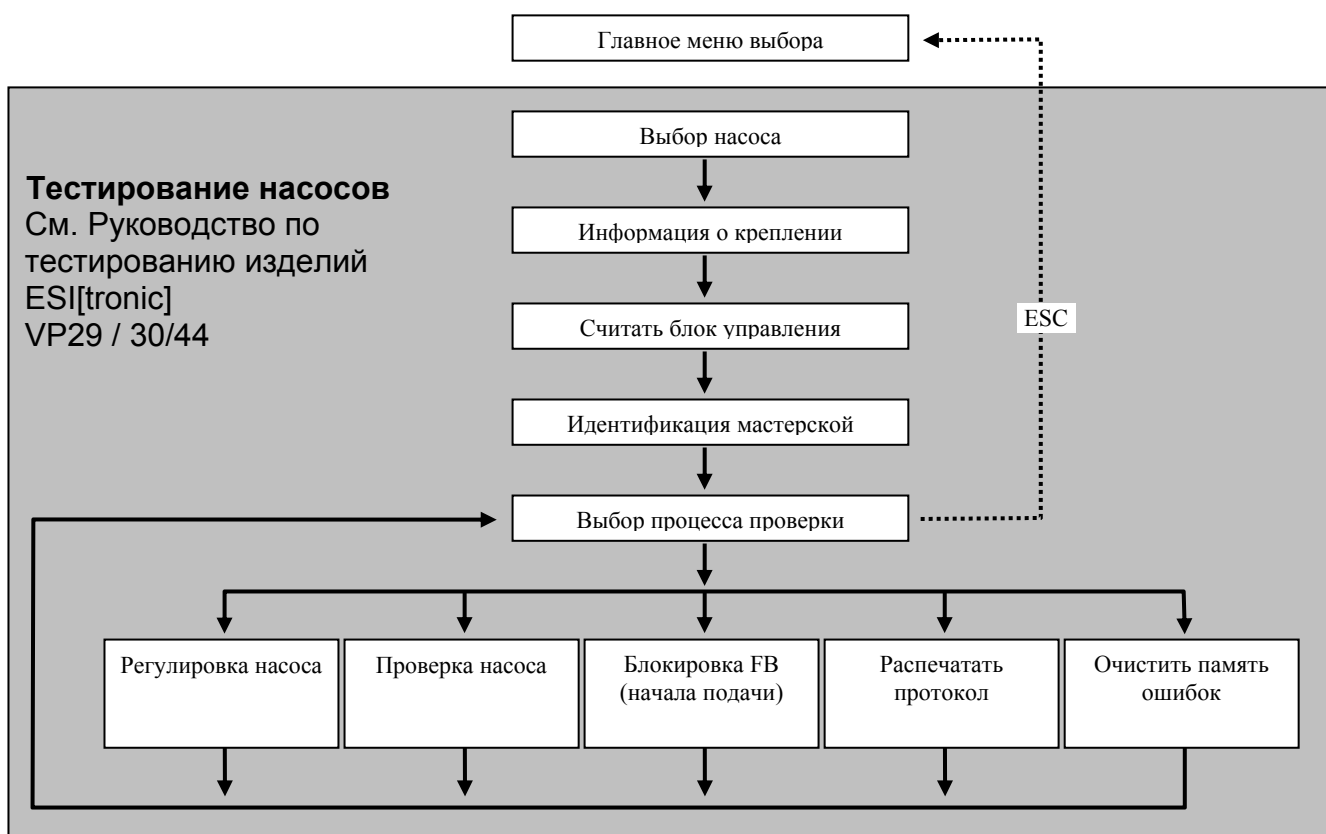 Главное меню выбора
Выбор насоса
Тестирование насосов
См. Руководство по
тестированию изделий
ESI[tronic]
VP29 / 30/44
Информация о креплении
Считать блок управления
ESC
Идентификация мастерской
Выбор процесса проверки
Регулировка насоса
Проверка насоса
Блокировка FB
(начала подачи)
Распечатать
протокол
Очистить память
ошибок